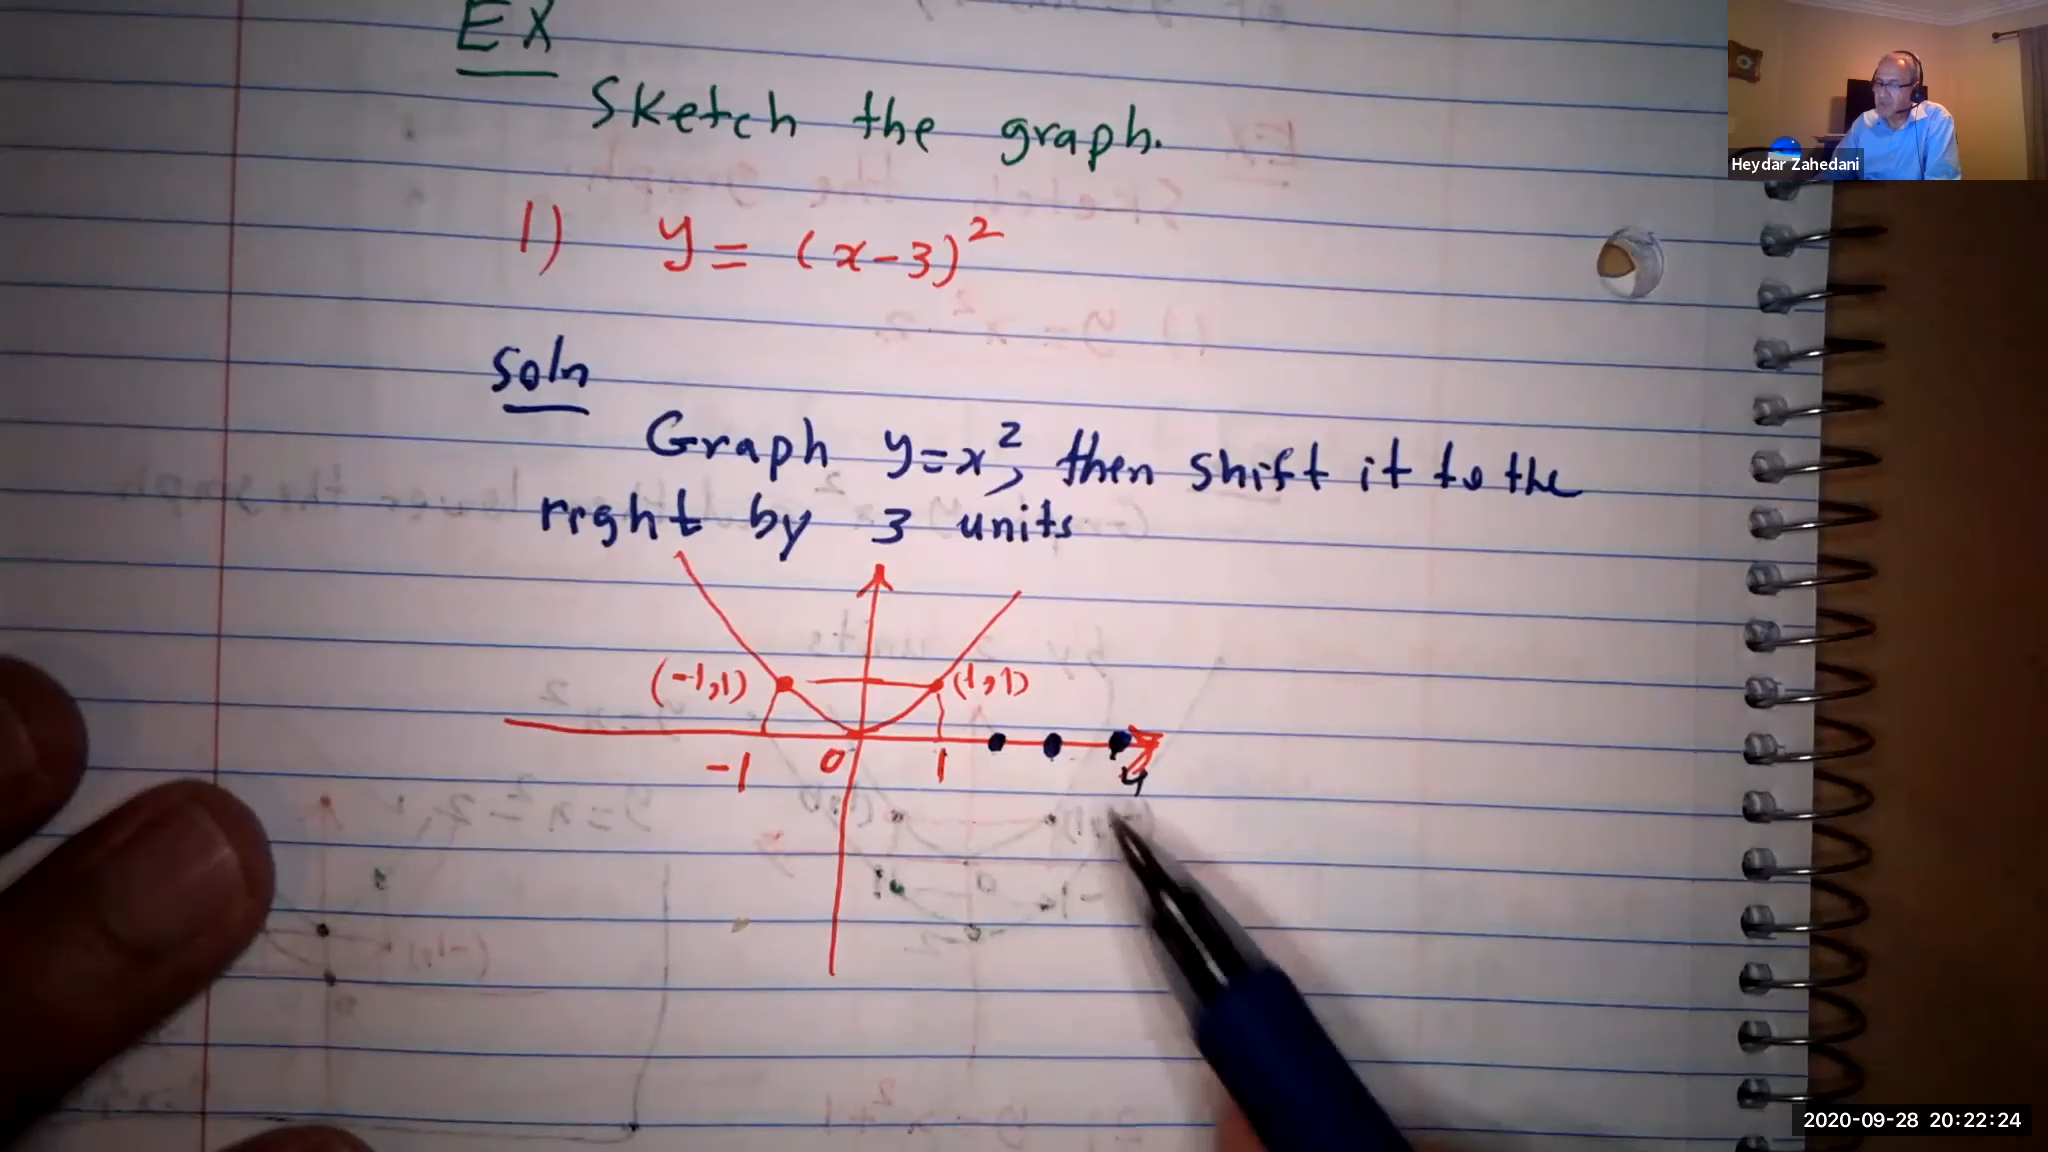 EX
Sketch the graph.
1) y = (x-3)²
Soln
Graph y=x², then shift it to the
right by 3 units
(-1,1) (1,1)
-1 0 1 4
Heydar Zahedani
2020-09-28 20:22:24